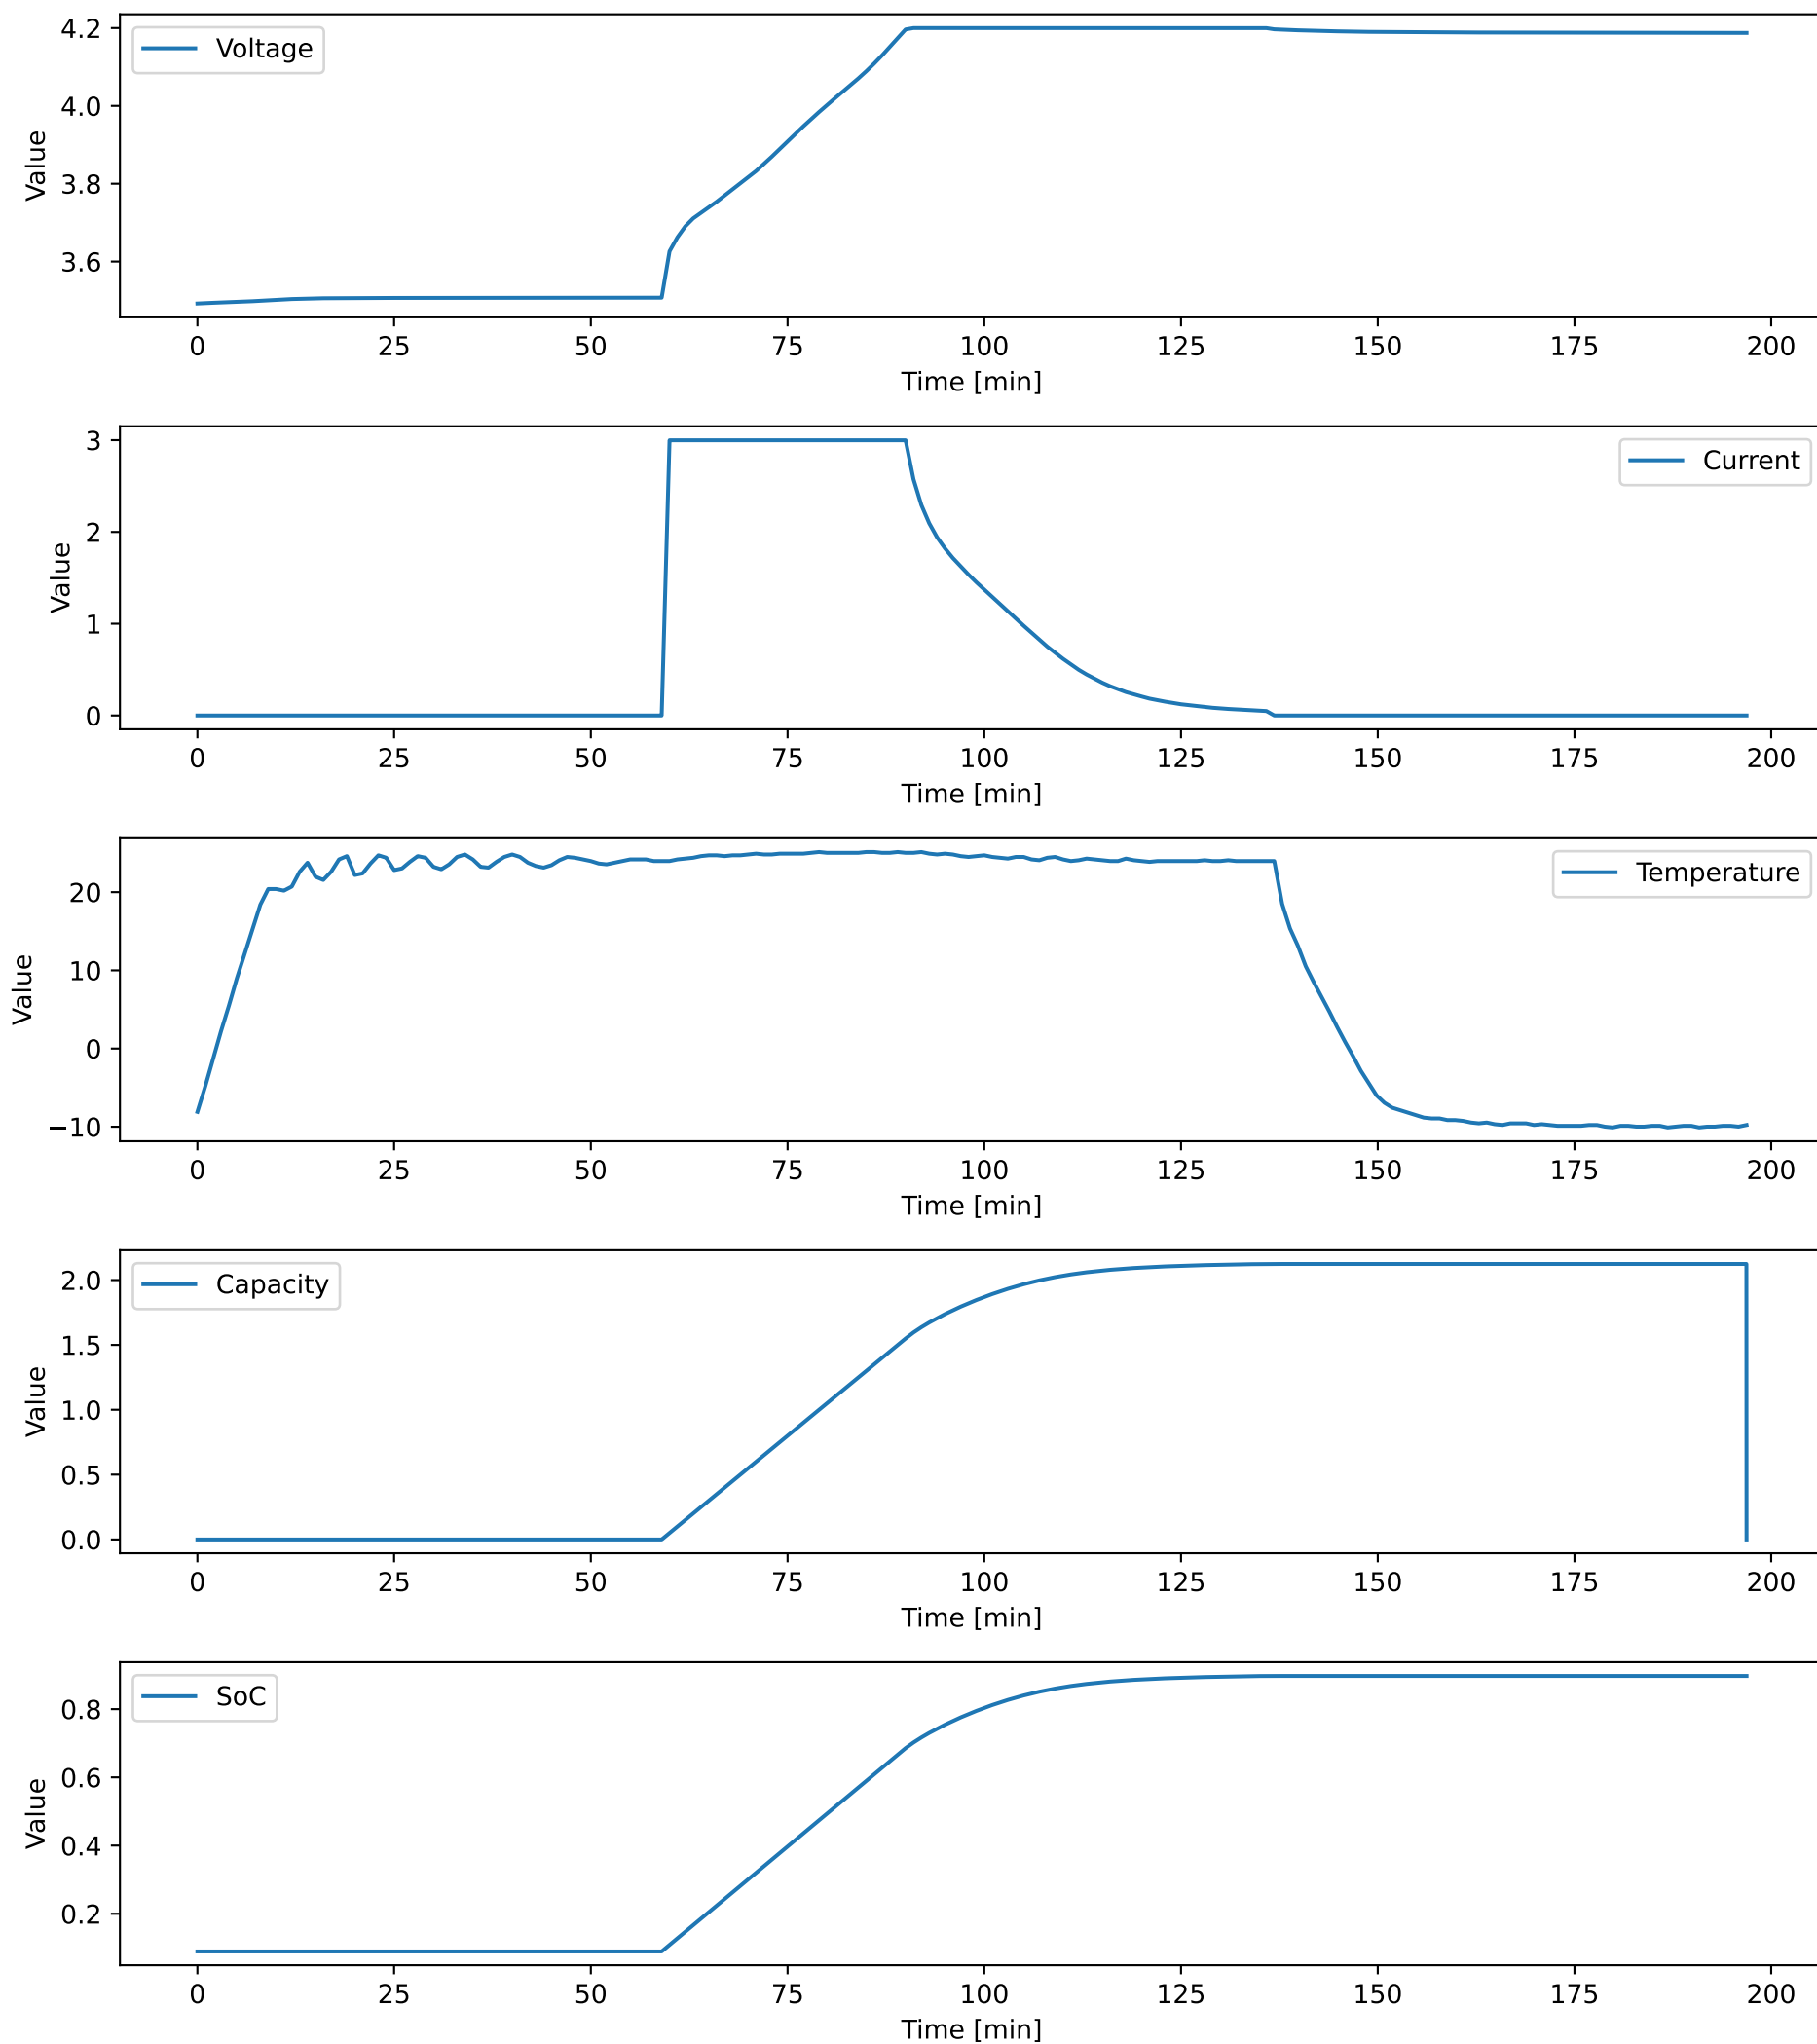 4.2
4.0
3.8
3.6
Value
Voltage
0 25 50 75 100 125 150 175 200
Time [min]
3
2
1
0
Value
Current
0 25 50 75 100 125 150 175 200
Time [min]
20
10
0
−10
Value
Temperature
0 25 50 75 100 125 150 175 200
Time [min]
2.0
1.5
1.0
0.5
0.0
Value
Capacity
0 25 50 75 100 125 150 175 200
Time [min]
0.8
0.6
0.4
0.2
Value
SoC
0 25 50 75 100 125 150 175 200
Time [min]